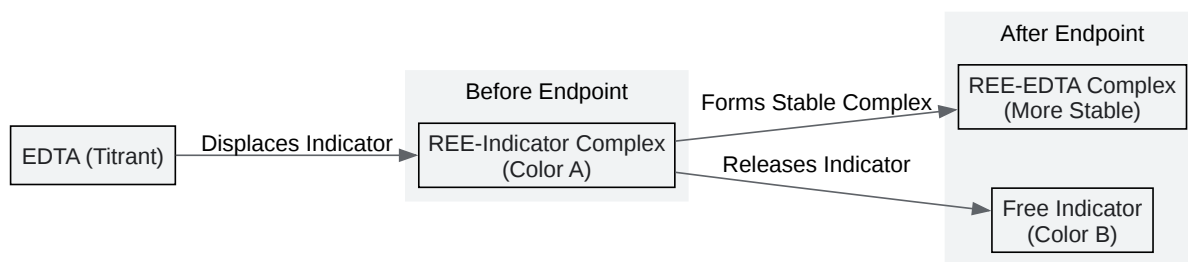 EDTA (Titrant)
Displaces Indicator
Before Endpoint
REE-Indicator Complex
(Color A)
Forms Stable Complex
Releases Indicator
After Endpoint
REE-EDTA Complex
(More Stable)
Free Indicator
(Color B)